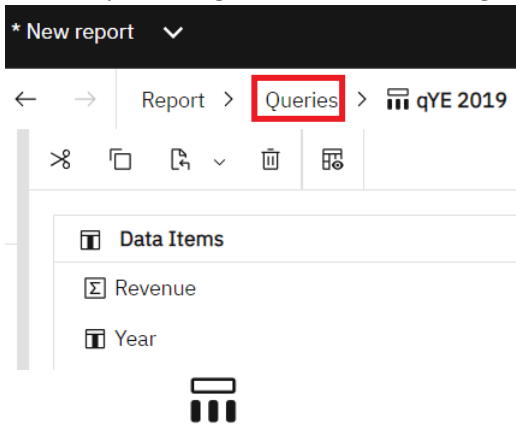 * New report
Report > Queries > qYE 2019
Data Items
Revenue
Year